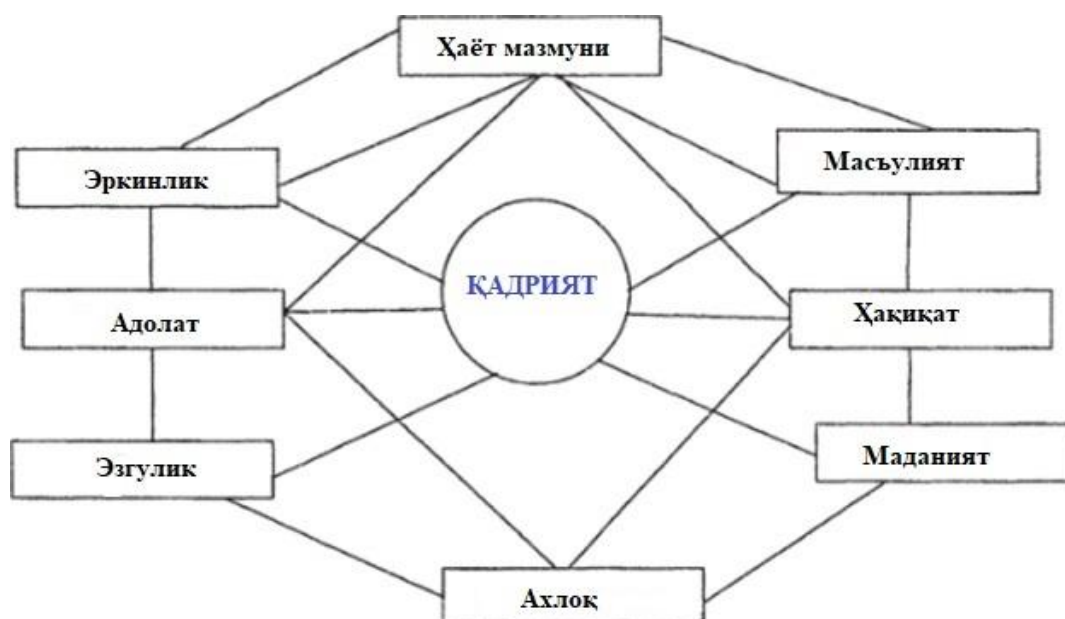 Ҳаёт мазмуни
Эркинлик
Масъулият
ҚАДРИЯТ
Адолат
Ҳақиқат
Эзгулик
Маданият
Ахлоқ